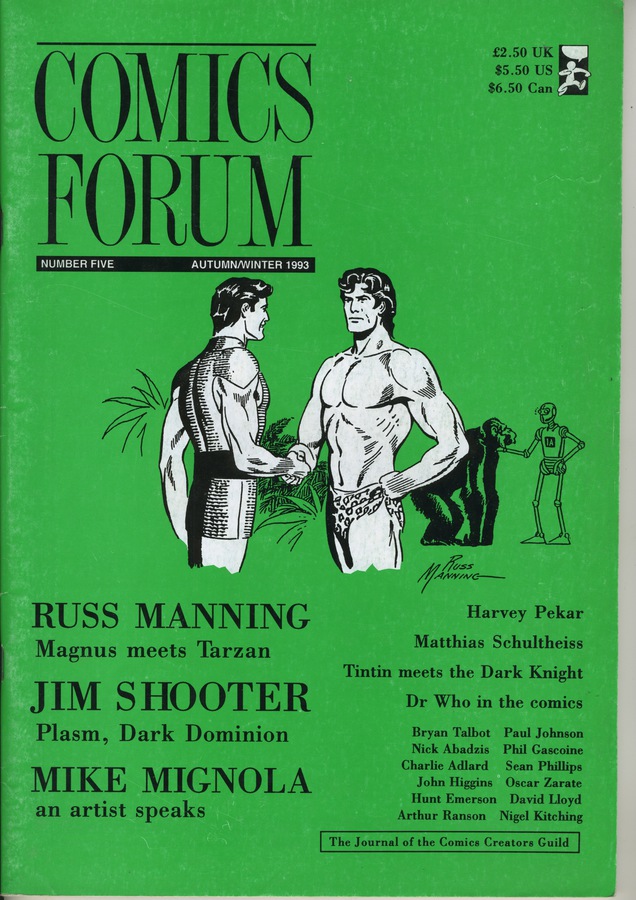 COMICS
FORUM
NUMBER FIVE AUTUMN/WINTER 1993
£2.50 UK
$5.50 US
$6.50 Can
1A
RUSS
MANNING
RUSS MANNING
Magnus meets Tarzan
JIM SHOOTER
Plasm, Dark Dominion
MIKE MIGNOLA
an artist speaks
Harvey Pekar
Matthias Schultheiss
Tintin meets the Dark Knight
Dr Who in the comics
Bryan Talbot Paul Johnson
Nick Abadzis Phil Gascoine
Charlie Adlard Sean Phillips
John Higgins Oscar Zarate
Hunt Emerson David Lloyd
Arthur Ranson Nigel Kitching
The Journal of the Comics Creators Guild